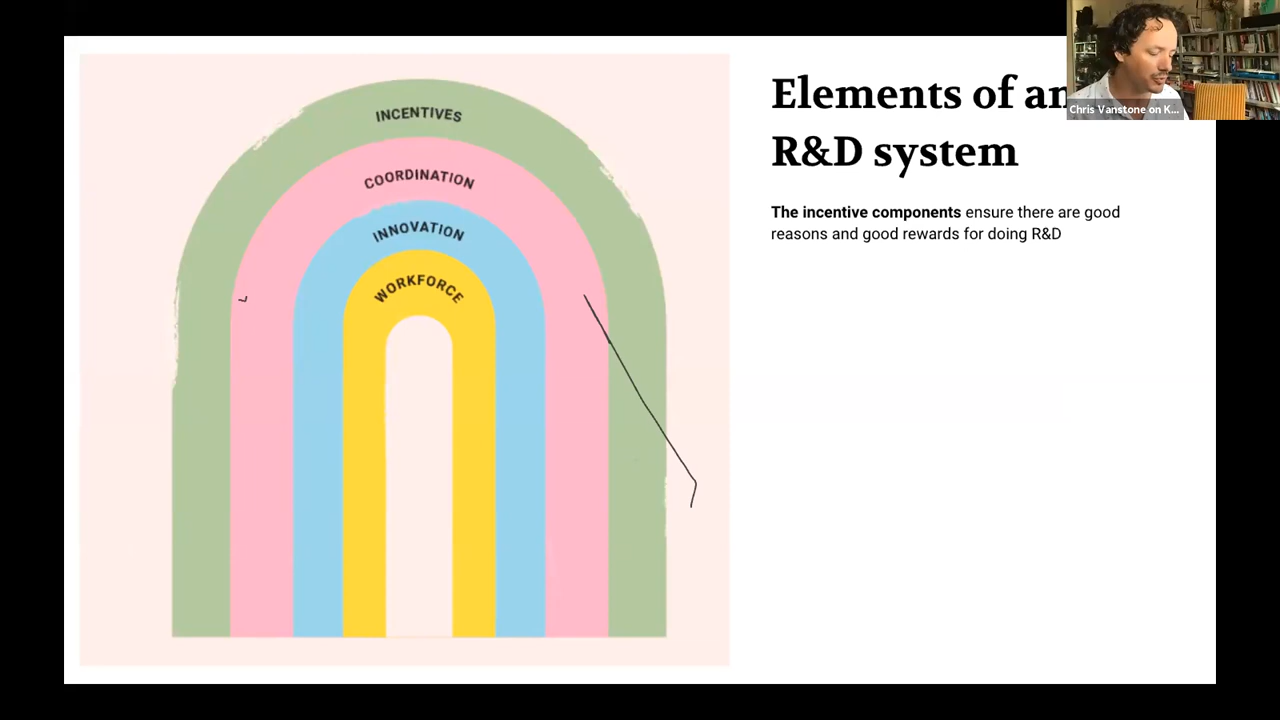 INCENTIVES
COORDINATION
INNOVATION
WORKFORCE
Elements of an
R&D system
The incentive components ensure there are good
reasons and good rewards for doing R&D
Chris Vanstone on K...